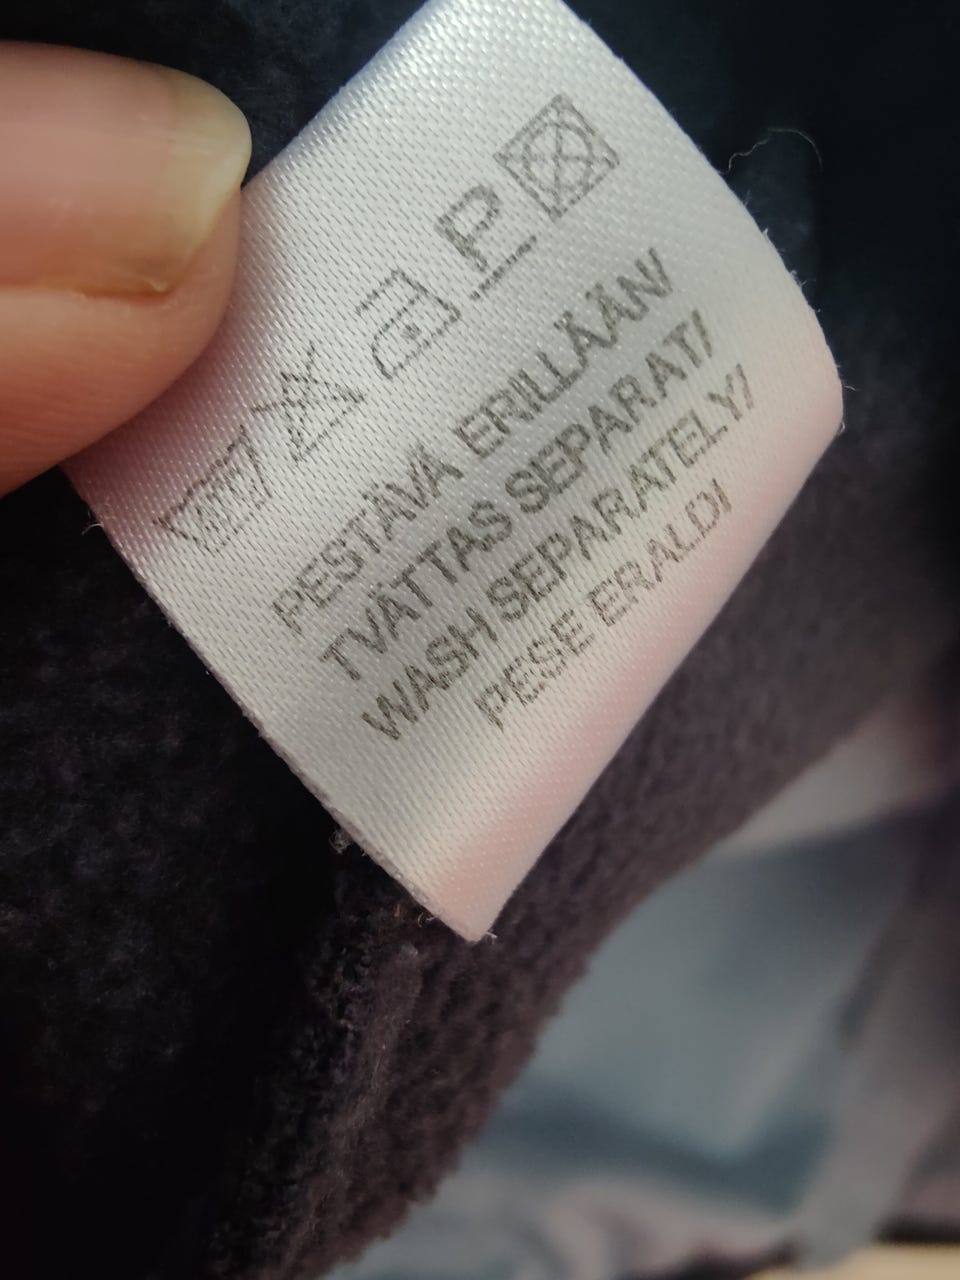 P
PESTÄVÄ ERILLÄÄN
TVÄTTAS SEPARAT/
WASH SEPARATELY/
PESE ERALDI